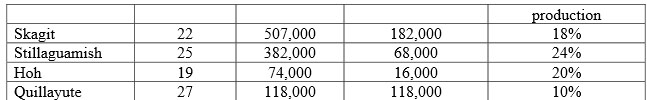 production
Skagit 22 507,000 182,000 18%
Stillaguamish 25 382,000 68,000 24%
Hoh 19 74,000 16,000 20%
Quillayute 27 118,000 118,000 10%